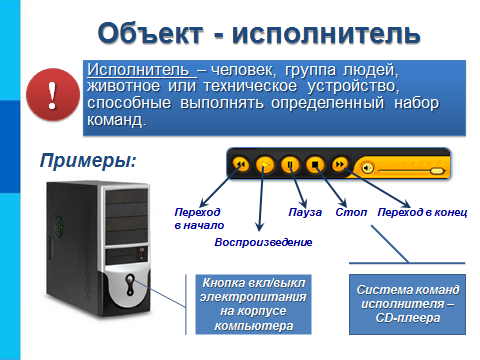 Объект - исполнитель
!
Исполнитель – человек, группа людей,
животное или техническое устройство,
способные выполнять определенный набор
команд.
Примеры:
Переход
в начало
Воспроизведение
Пауза
Стоп
Переход в конец
Кнопка вкл/выкл
электропитания
на корпусе
компьютера
Система команд
исполнителя –
CD-плеера